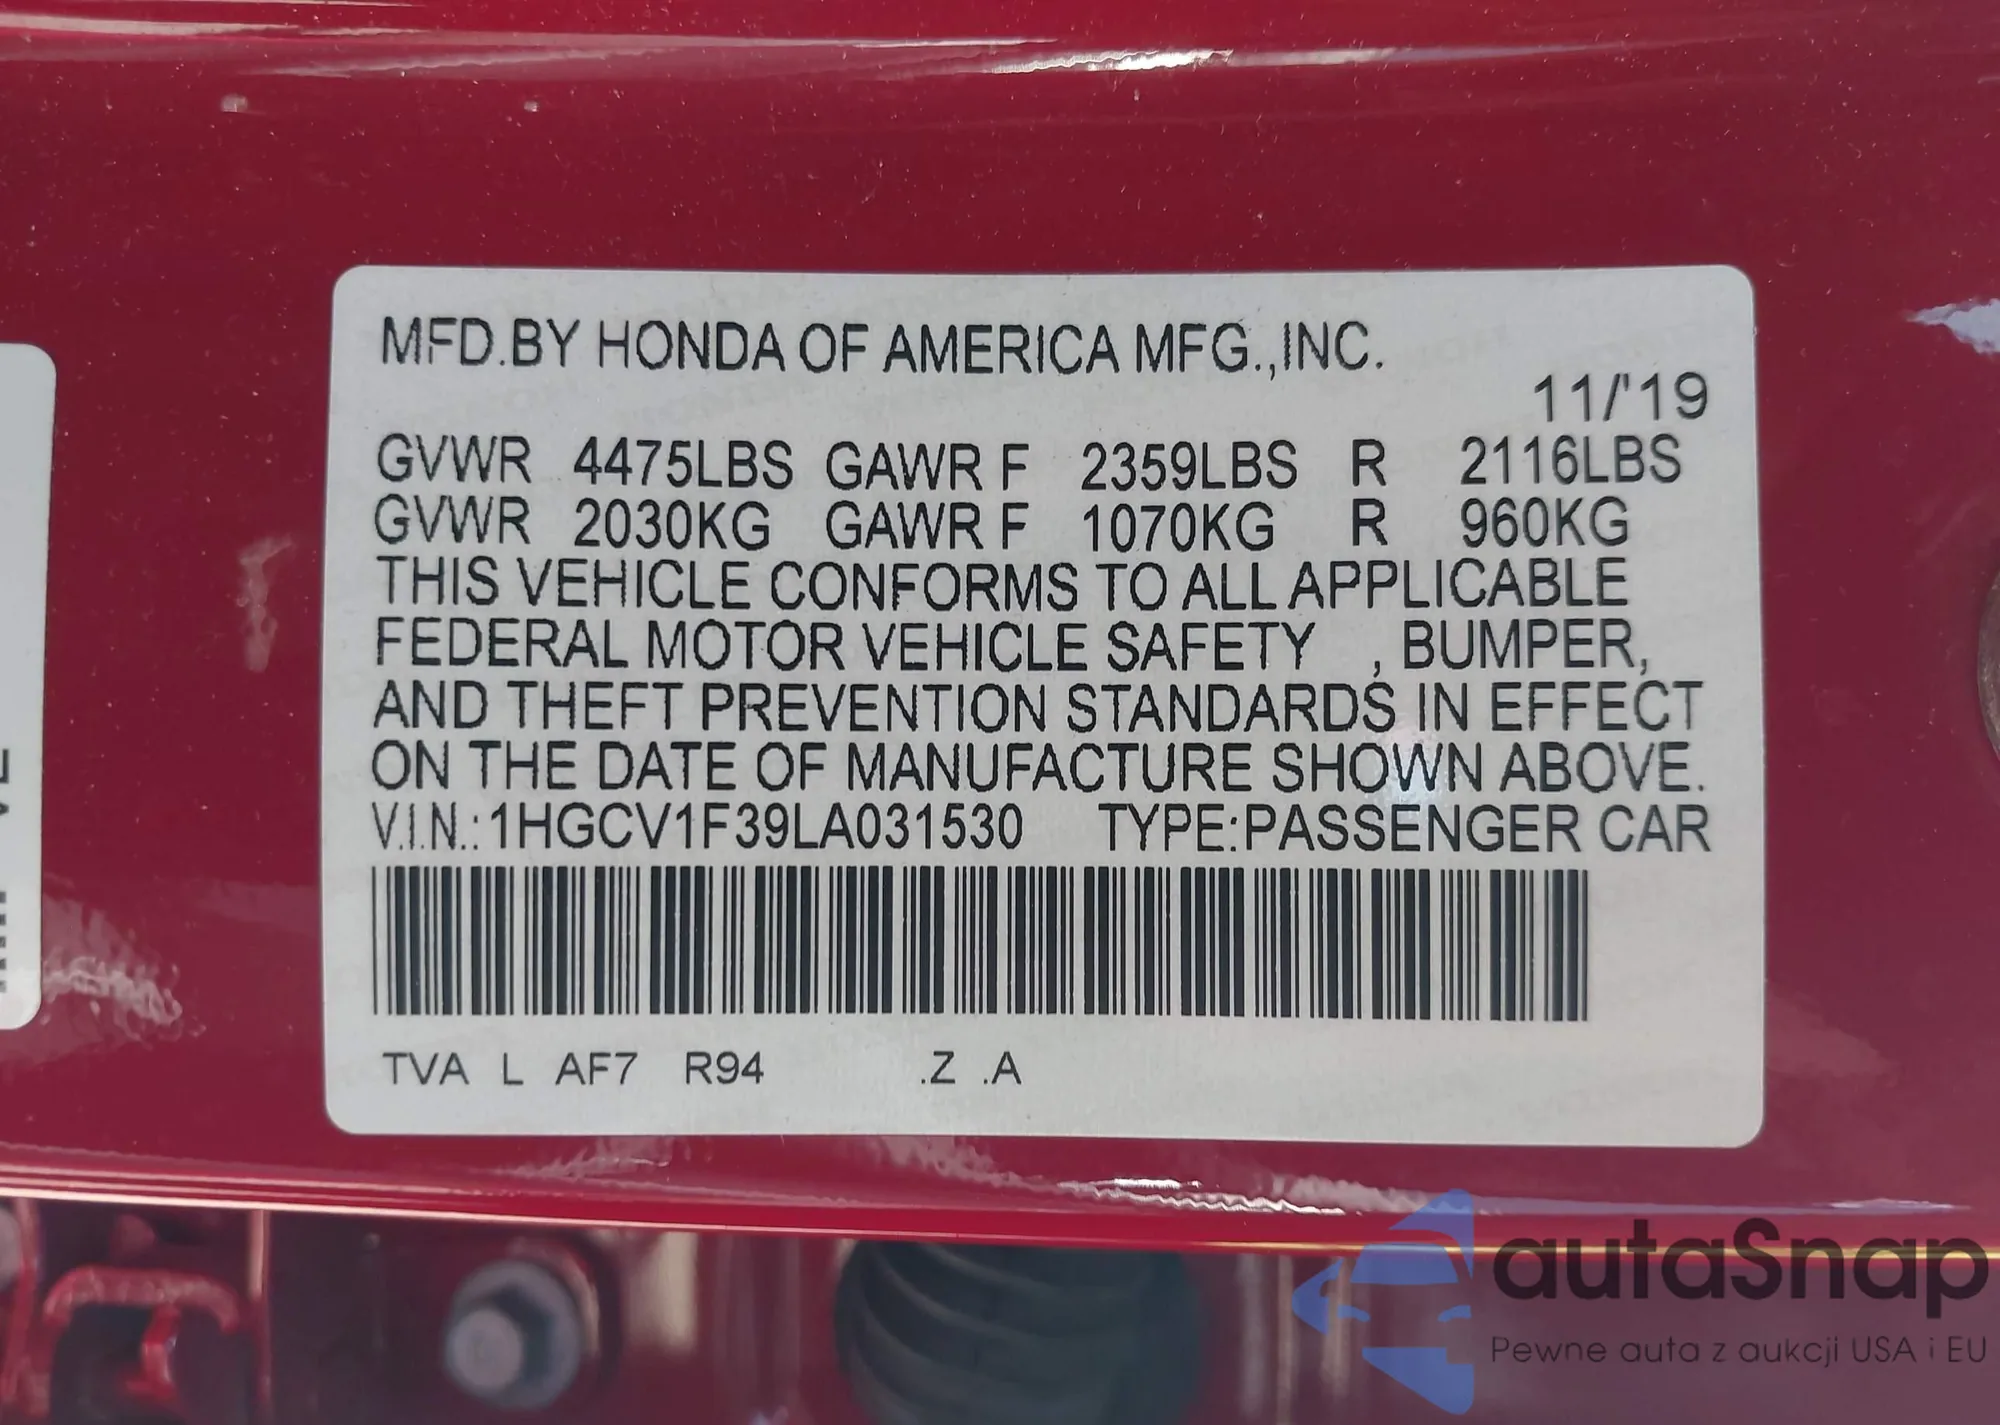 MFD.BY HONDA OF AMERICA MFG.,INC.
11/'19
GVWR 4475LBS GAWR F 2359LBS R 2116LBS
GVWR 2030KG GAWR F 1070KG R 960KG
THIS VEHICLE CONFORMS TO ALL APPLICABLE
FEDERAL MOTOR VEHICLE SAFETY , BUMPER,
AND THEFT PREVENTION STANDARDS IN EFFECT
ON THE DATE OF MANUFACTURE SHOWN ABOVE.
V.I.N.:1HGCV1F39LA031530 TYPE:PASSENGER CAR
TVA L AF7 R94 .Z .A
autaSnap
Pewne auta z aukcji USA i EU